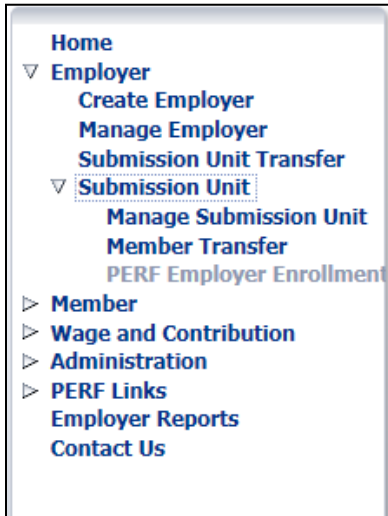 Home
Employer
Create Employer
Manage Employer
Submission Unit Transfer
Submission Unit
Manage Submission Unit
Member Transfer
PERF Employer Enrollment
Member
Wage and Contribution
Administration
PERF Links
Employer Reports
Contact Us